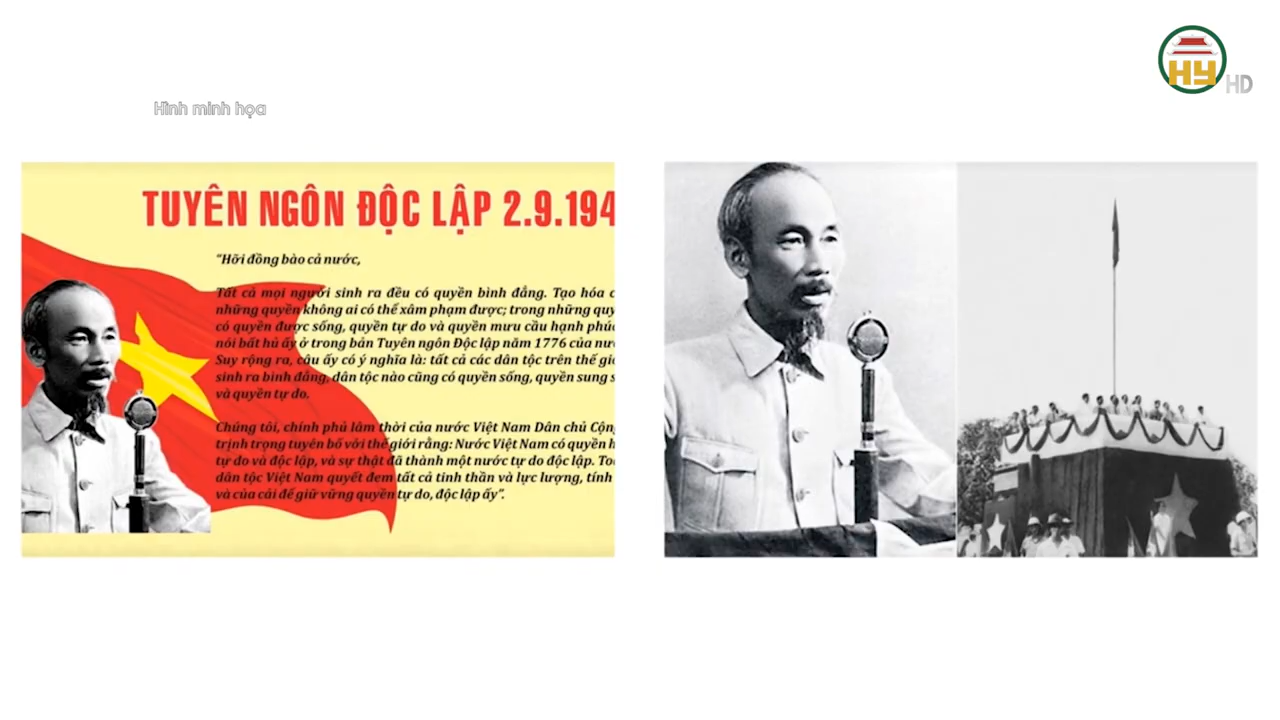 HY HD
Hình minh họa
TUYÊN NGÔN ĐỘC LẬP 2.9.194
"Hỡi đồng bào cả nước,
Tất cả mọi người sinh ra đều có quyền bình đẳng. Tạo hóa c
những quyền không ai có thể xâm phạm được; trong những quy
có quyền được sống, quyền tự do và quyền mưu cầu hạnh phú
nói bất hủ ấy ở trong bản Tuyên ngôn Độc lập năm 1776 của nư
Suy rộng ra, câu ấy có ý nghĩa là: tất cả các dân tộc trên thế gi
sinh ra bình đẳng, dân tộc nào cũng có quyền sống, quyền sung s
và quyền tự do.
Chúng tôi, chính phủ lâm thời của nước Việt Nam Dân chủ Cộn
trịnh trọng tuyên bố với thế giới rằng: Nước Việt Nam có quyền h
tự do và độc lập, và sự thật đã thành một nước tự do độc lập. To
dân tộc Việt Nam quyết đem tất cả tinh thần và lực lượng, tính
và của cải để giữ vững quyền tự do, độc lập ấy".